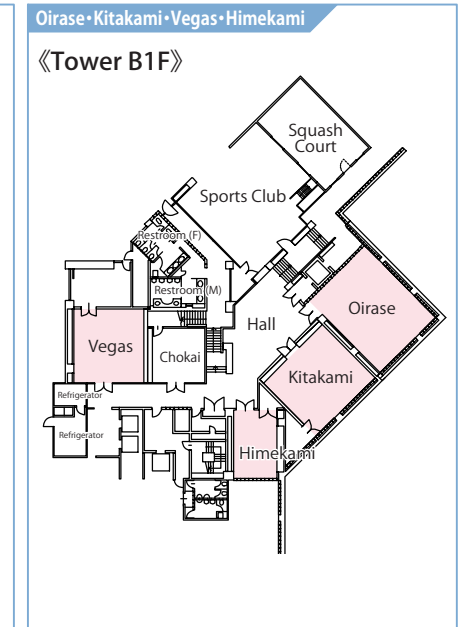 Oirase・Kitakami・Vegas・Himekami
《Tower B1F》
Squash
Court
Sports Club
Restroom (F)
Restroom (M)
Hall
Oirase
Vegas
Chokai
Kitakami
Refrigerator
Refrigerator
Himekami